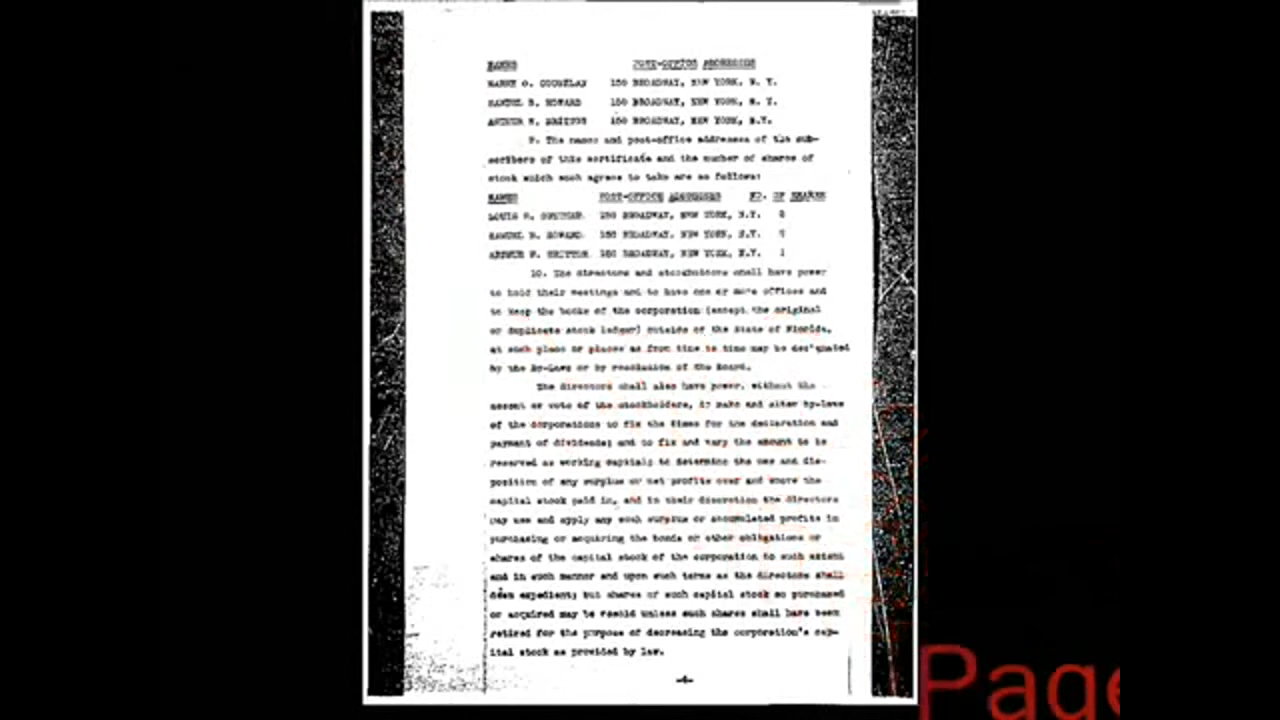 NAMES POST-OFFICE ADDRESSES
HARRY O. 150 BROADWAY, NEW YORK, N. Y.
SAMUEL B. HOWARD 150 BROADWAY, NEW YORK, N. Y.
ARTHUR W. BRITTON 150 BROADWAY, NEW YORK, N.Y.
9. The names and post-office addresses of the sub-
scribers of this certificate and the number of shares of
stock which each agrees to take are as follows:
NAMES POST-OFFICE ADDRESSES NO. OF SHARES
LOUIS 150 BROADWAY, NEW YORK, N.Y.
SAMUEL B. HOWARD 150 BROADWAY, NEW YORK, N.Y.
ARTHUR W. BRITTON 150 BROADWAY, NEW YORK, N.Y. 1
10. The directors and stockholders shall have power
to hold their meetings and to have one or more offices and
to keep the books of the corporation (except the original
or duplicate stock ledger) outside of the State of Florida,
at such place or places as from time to time may be designated
by the By-Laws or by resolution of the Board.
The directors shall also have power, without the
assent or vote of the stockholders, to make and alter by-laws
of the corporation; to fix the times for the declaration and
payment of dividends; and to fix and vary the amount to be
reserved as working capital; to determine the use and dis-
position of any surplus or net profits over and above the
capital stock paid in, and in their discretion the directors
may use and apply any such surplus or accumulated profits in
purchasing or acquiring the bonds or other obligations or
shares of the capital stock of the corporation to such extent
and in such manner and upon such terms as the directors shall
deem expedient; but shares of such capital stock so purchased
or acquired may be resold unless such shares shall have been
retired for the purpose of decreasing the corporation's cap-
ital stock as provided by law.
-4-
Page